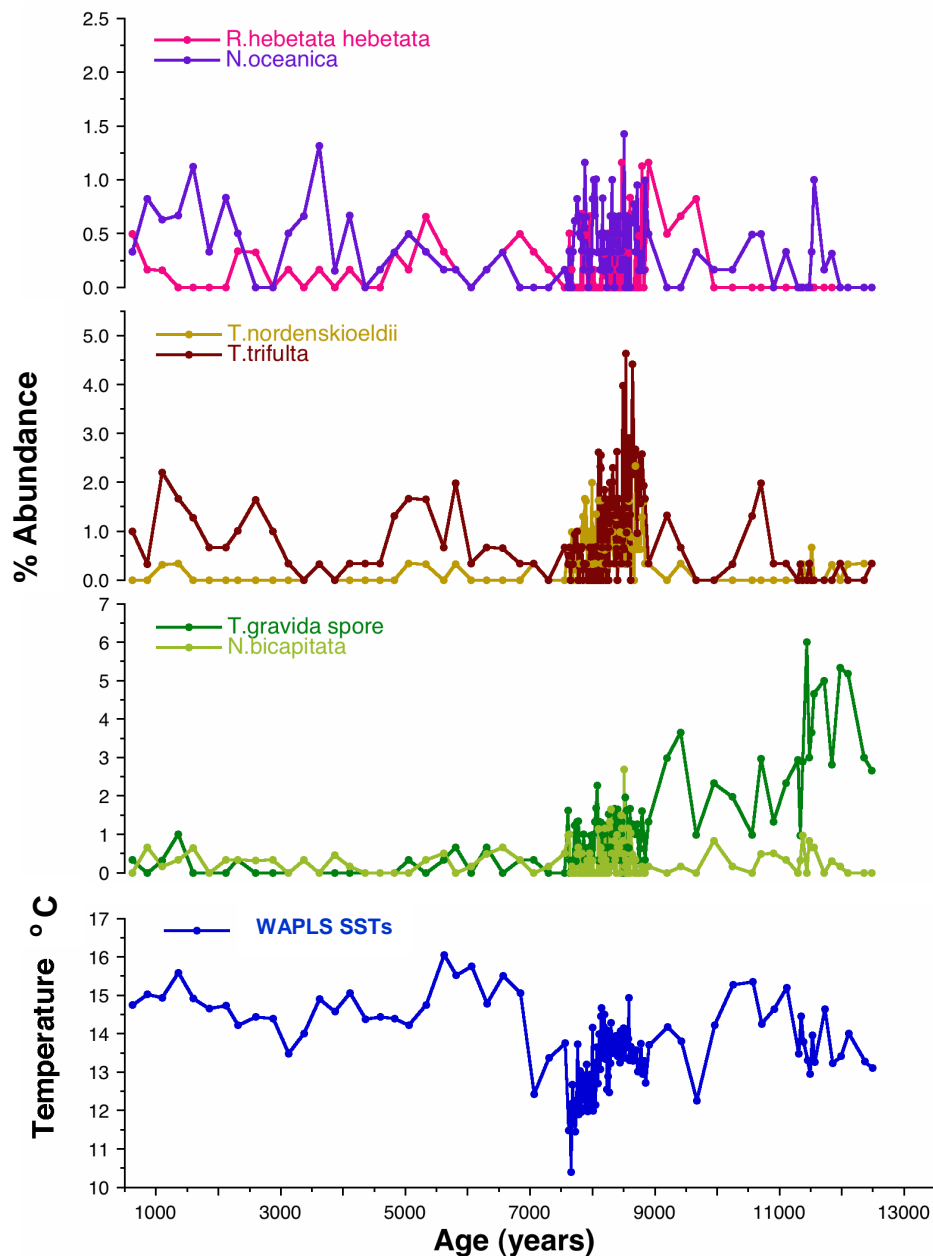 2.5
R.hebetata hebetata
N.oceanica
2.0
1.5
1.0
0.5
0.0
T.nordenskioeldii
5.0
T.trifulta
4.0
3.0
2.0
1.0
0.0
% Abundance
7
T.gravida spore
6
N.bicapitata
5
4
3
2
1
0
17
WAPLS SSTs
16
15
14
13
12
11
10
Temperature °C
1000 3000 5000 7000 9000 11000 13000
Age (years)